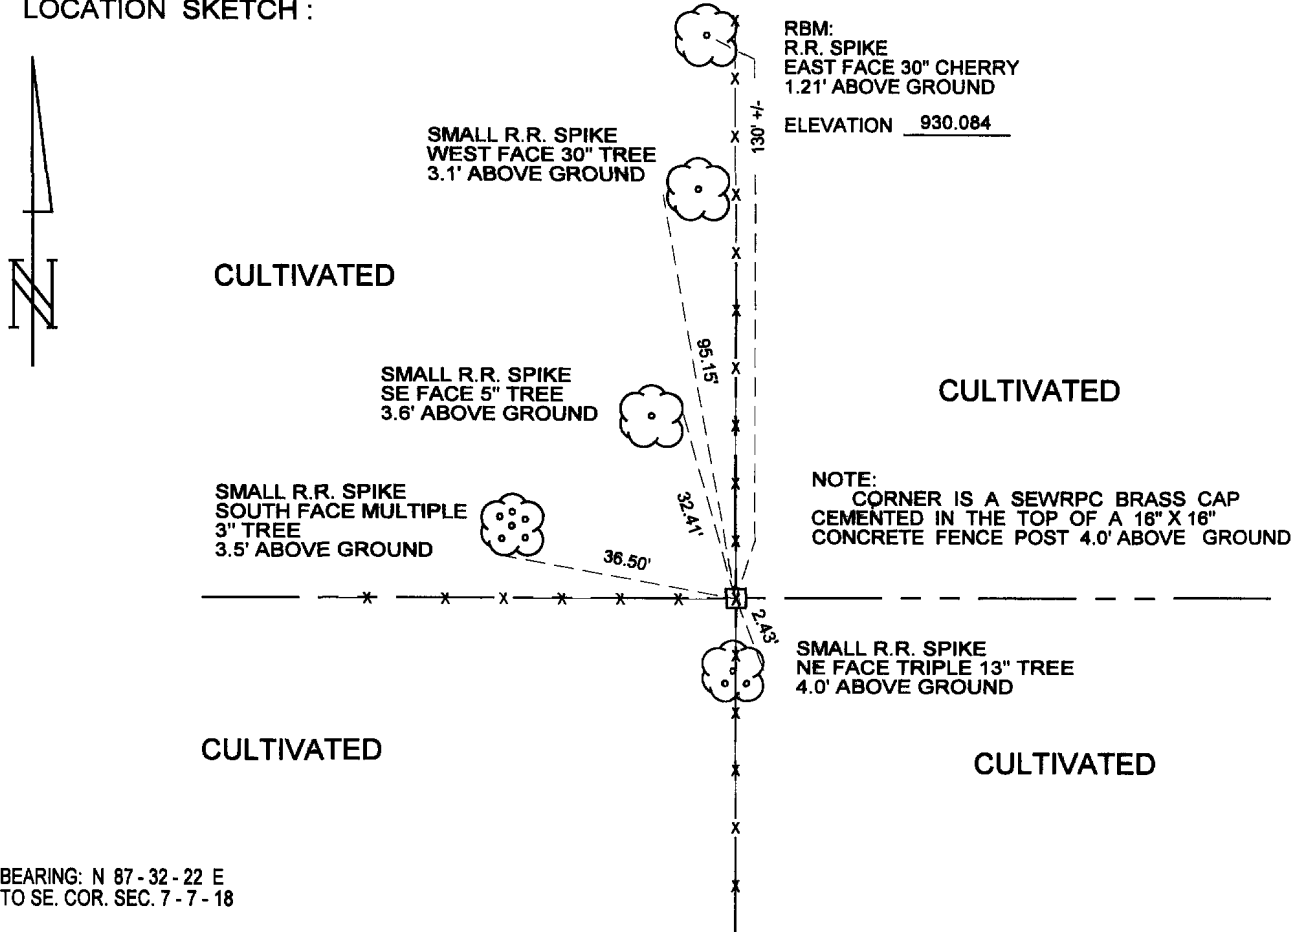 LOCATION SKETCH :
RBM:
R.R. SPIKE
EAST FACE 30" CHERRY
1.21' ABOVE GROUND
ELEVATION 930.084
130' +/-
SMALL R.R. SPIKE
WEST FACE 30" TREE
3.1' ABOVE GROUND
N
CULTIVATED
95.15'
SMALL R.R. SPIKE
SE FACE 5" TREE
3.6' ABOVE GROUND
CULTIVATED
32.41'
SMALL R.R. SPIKE
SOUTH FACE MULTIPLE
3" TREE
3.5' ABOVE GROUND
NOTE:
CORNER IS A SEWRPC BRASS CAP
CEMENTED IN THE TOP OF A 16" X 16"
CONCRETE FENCE POST 4.0' ABOVE GROUND
36.50'
2.43'
SMALL R.R. SPIKE
NE FACE TRIPLE 13" TREE
4.0' ABOVE GROUND
CULTIVATED
CULTIVATED
BEARING: N 87 - 32 - 22 E
TO SE. COR. SEC. 7 - 7 - 18